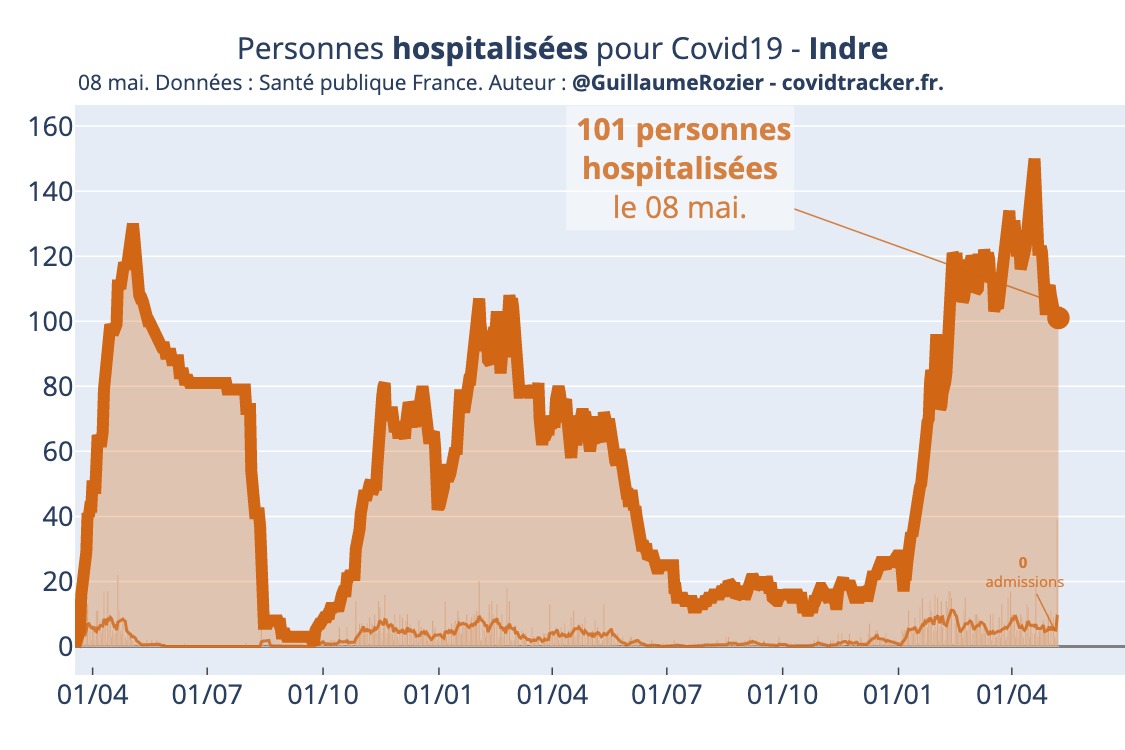 Personnes hospitalisées pour Covid19 - Indre
08 mai. Données : Santé publique France. Auteur : @GuillaumeRozier - covidtracker.fr.
101 personnes
hospitalisées
le 08 mai.
160
140
120
100
80
60
40
20
0
0
admissions
01/04 01/07 01/10 01/01 01/04 01/07 01/10 01/01 01/04